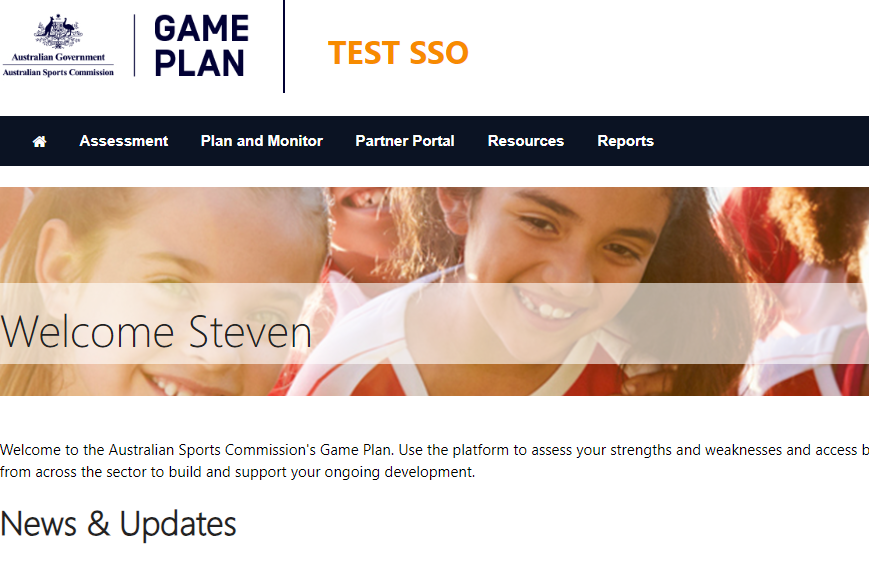 GAME
PLAN
Australian Government
Australian Sports Commission
TEST SSO
Assessment Plan and Monitor Partner Portal Resources Reports
Welcome Steven
Welcome to the Australian Sports Commission's Game Plan. Use the platform to assess your strengths and weaknesses and access
from across the sector to build and support your ongoing development.
News & Updates